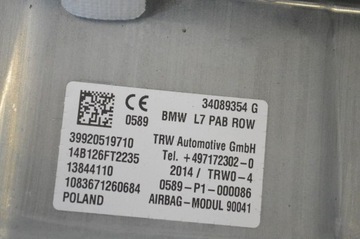 34089354 G
CE 0589 BMW L7 PAB ROW
39920519710 TRW Automotive GmbH
14B126FT2235 Tel. +497172302-0
13844110 2014 / TRW0-4
1083671260684 0589-P1-000086
POLAND AIRBAG-MODUL 90041